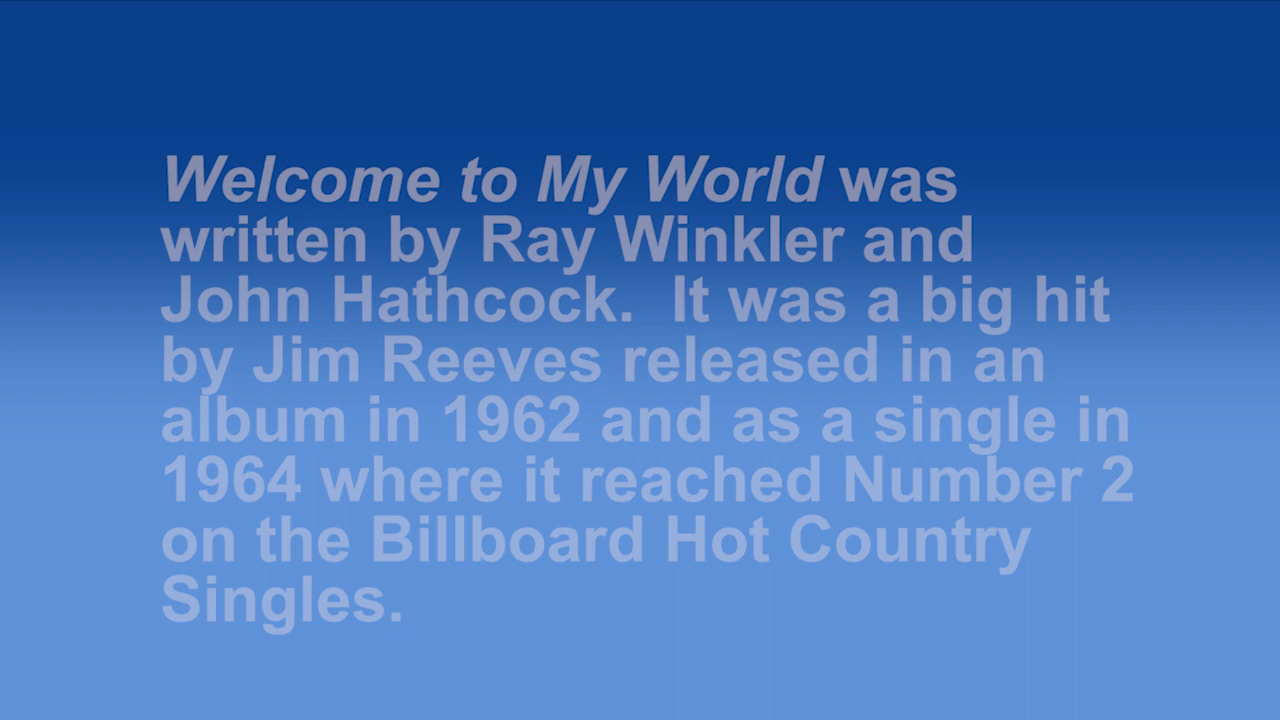 Welcome to My World was
written by Ray Winkler and
John Hathcock.  It was a big hit
by Jim Reeves released in an
album in 1962 and as a single in
1964 where it reached Number 2
on the Billboard Hot Country
Singles.